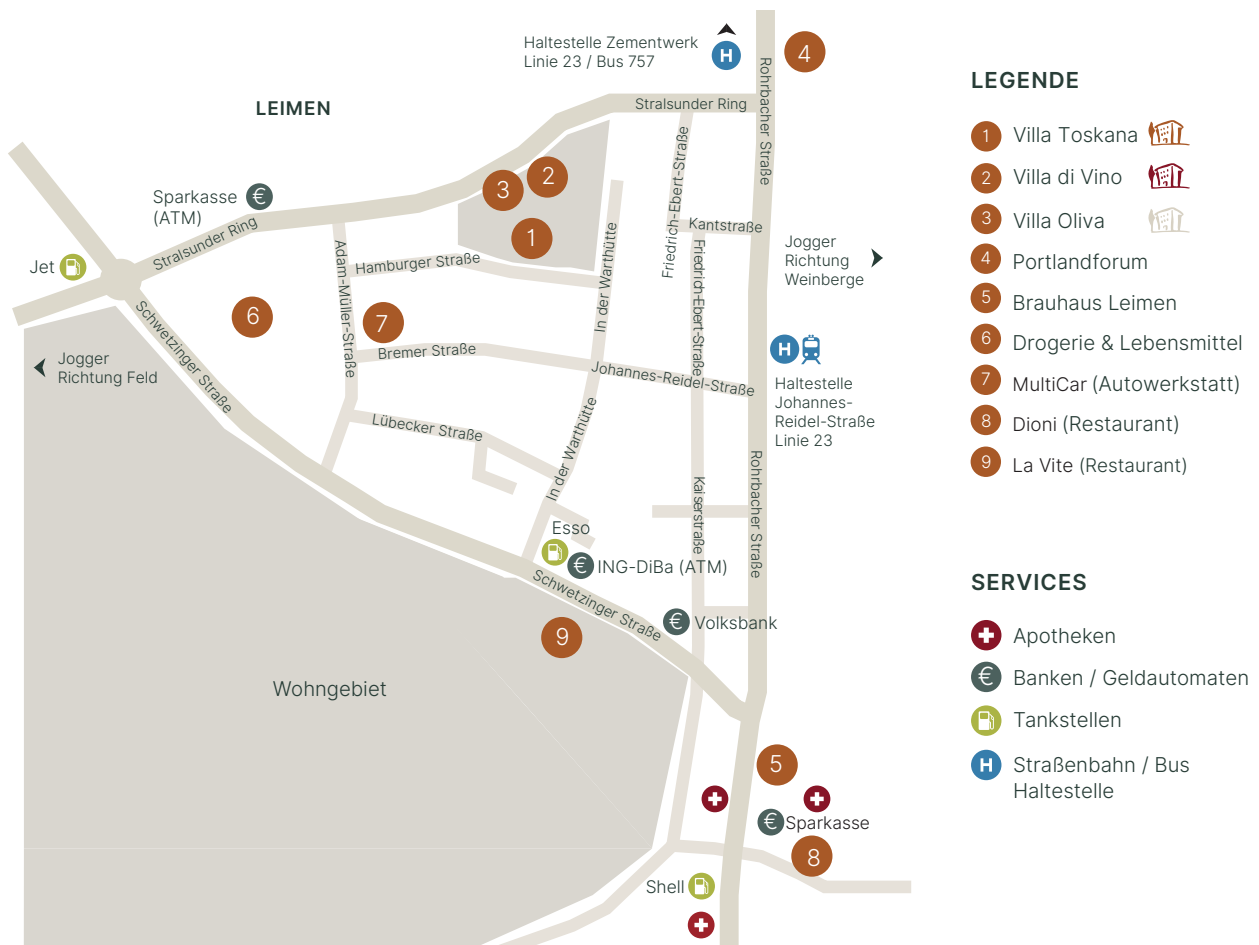 Haltestelle Zementwerk
Linie 23 / Bus 757
H
4
Rohrbacher Straße
LEIMEN
Stralsunder Ring
Friedrich-Ebert-Straße
Sparkasse
(ATM)
€
3
2
1
Stralsunder Ring
Kantstraße
Jogger
Richtung
Weinberge
Jet
Adam-Müller-Straße
Hamburger Straße
In der Warthütte
Friedrich-Ebert-Straße
6
7
Schwetzinger Straße
Bremer Straße
Johannes-Reidel-Straße
H
Haltestelle
Johannes-
Reidel-Straße
Linie 23
Jogger
Richtung Feld
Lübecker Straße
In der Warthütte
Kaiserstraße
Rohrbacher Straße
Esso
€
ING-DiBa (ATM)
Schwetzinger Straße
9
€
Volksbank
Wohngebiet
5
€
Sparkasse
8
Shell
LEGENDE
1 Villa Toskana
2 Villa di Vino
3 Villa Oliva
4 Portlandforum
5 Brauhaus Leimen
6 Drogerie & Lebensmittel
7 MultiCar (Autowerkstatt)
8 Dioni (Restaurant)
9 La Vite (Restaurant)
SERVICES
Apotheken
€ Banken / Geldautomaten
Tankstellen
H Straßenbahn / Bus
Haltestelle